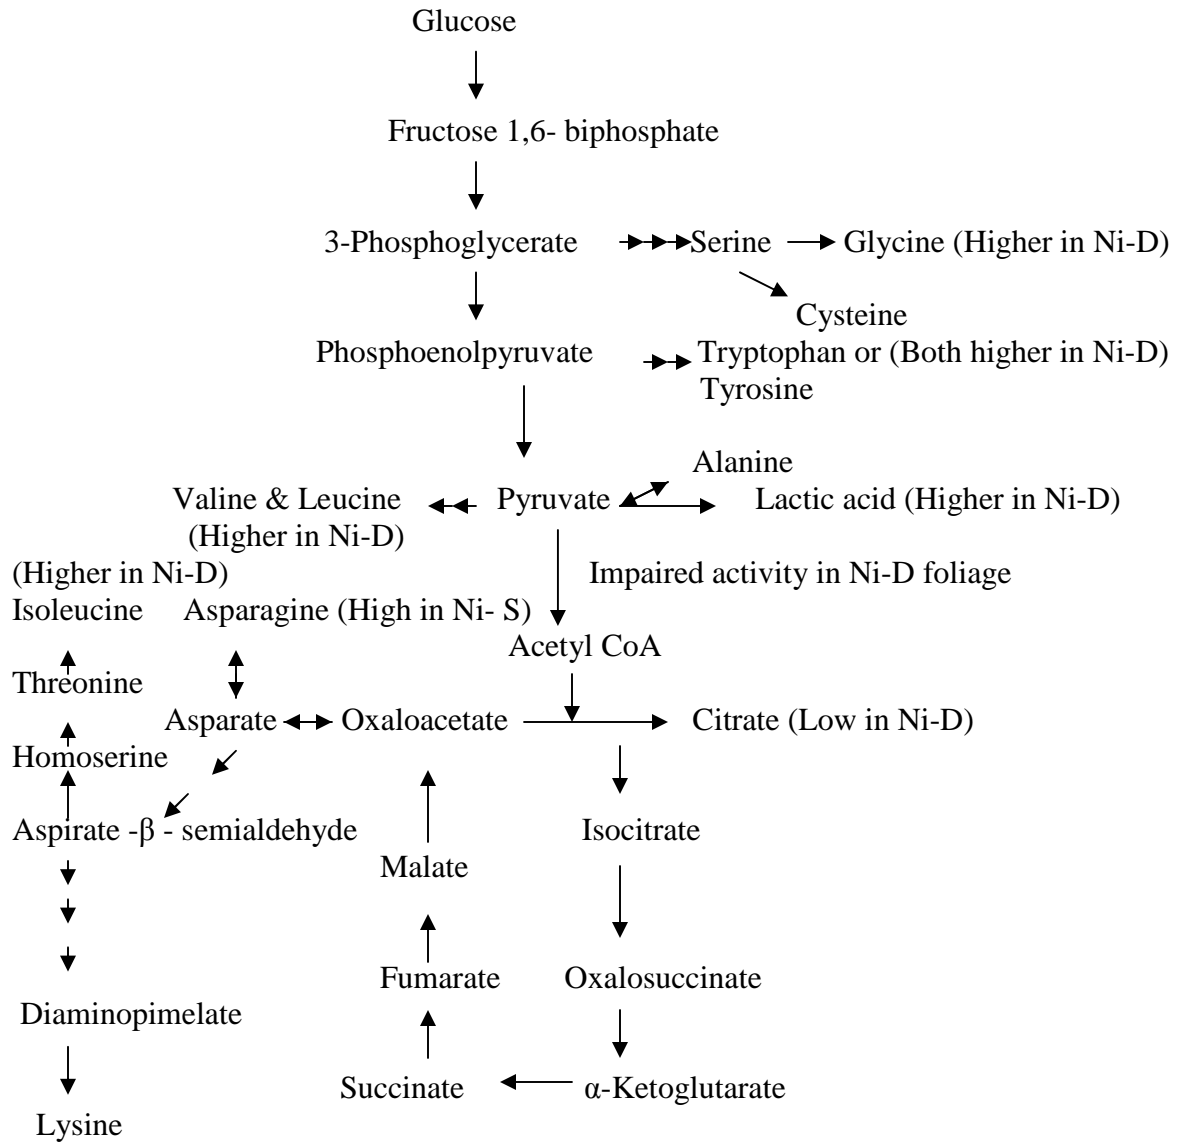 Glucose
Fructose 1,6- biphosphate
3-Phosphoglycerate Serine Glycine (Higher in Ni-D)
Cysteine
Phosphoenolpyruvate Tryptophan or (Both higher in Ni-D)
Tyrosine
Alanine
Valine & Leucine Pyruvate Lactic acid (Higher in Ni-D)
(Higher in Ni-D)
(Higher in Ni-D) Impaired activity in Ni-D foliage
Isoleucine Asparagine (High in Ni- S)
Acetyl CoA
Threonine
Asparate Oxaloacetate Citrate (Low in Ni-D)
Homoserine
Aspirate -β - semialdehyde Isocitrate
Malate
Fumarate Oxalosuccinate
Diaminopimelate
Succinate α-Ketoglutarate
Lysine